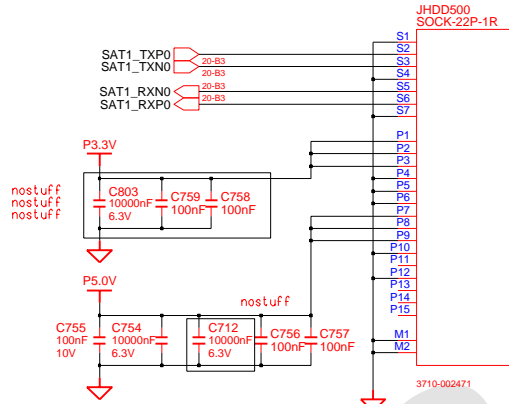 JHDD500
SOCK-22P-1R
S1
SAT1_TXP0
S2
20-B3
SAT1_TXN0
S3
20-B3
S4
SAT1_RXN0
S5
20-B3
SAT1_RXP0
S6
20-B3
S7
P3.3V
P1
P2
P3
P4
nostuff
nostuff
nostuff
C803
10000nF
6.3V
C759
100nF
C758
100nF
P5
P6
P7
P8
P9
P10
P11
P12
P13
P14
P15
P5.0V
nostuff
C755
100nF
10V
C754
10000nF
6.3V
C712
10000nF
6.3V
C756
100nF
C757
100nF
M1
M2
3710-002471